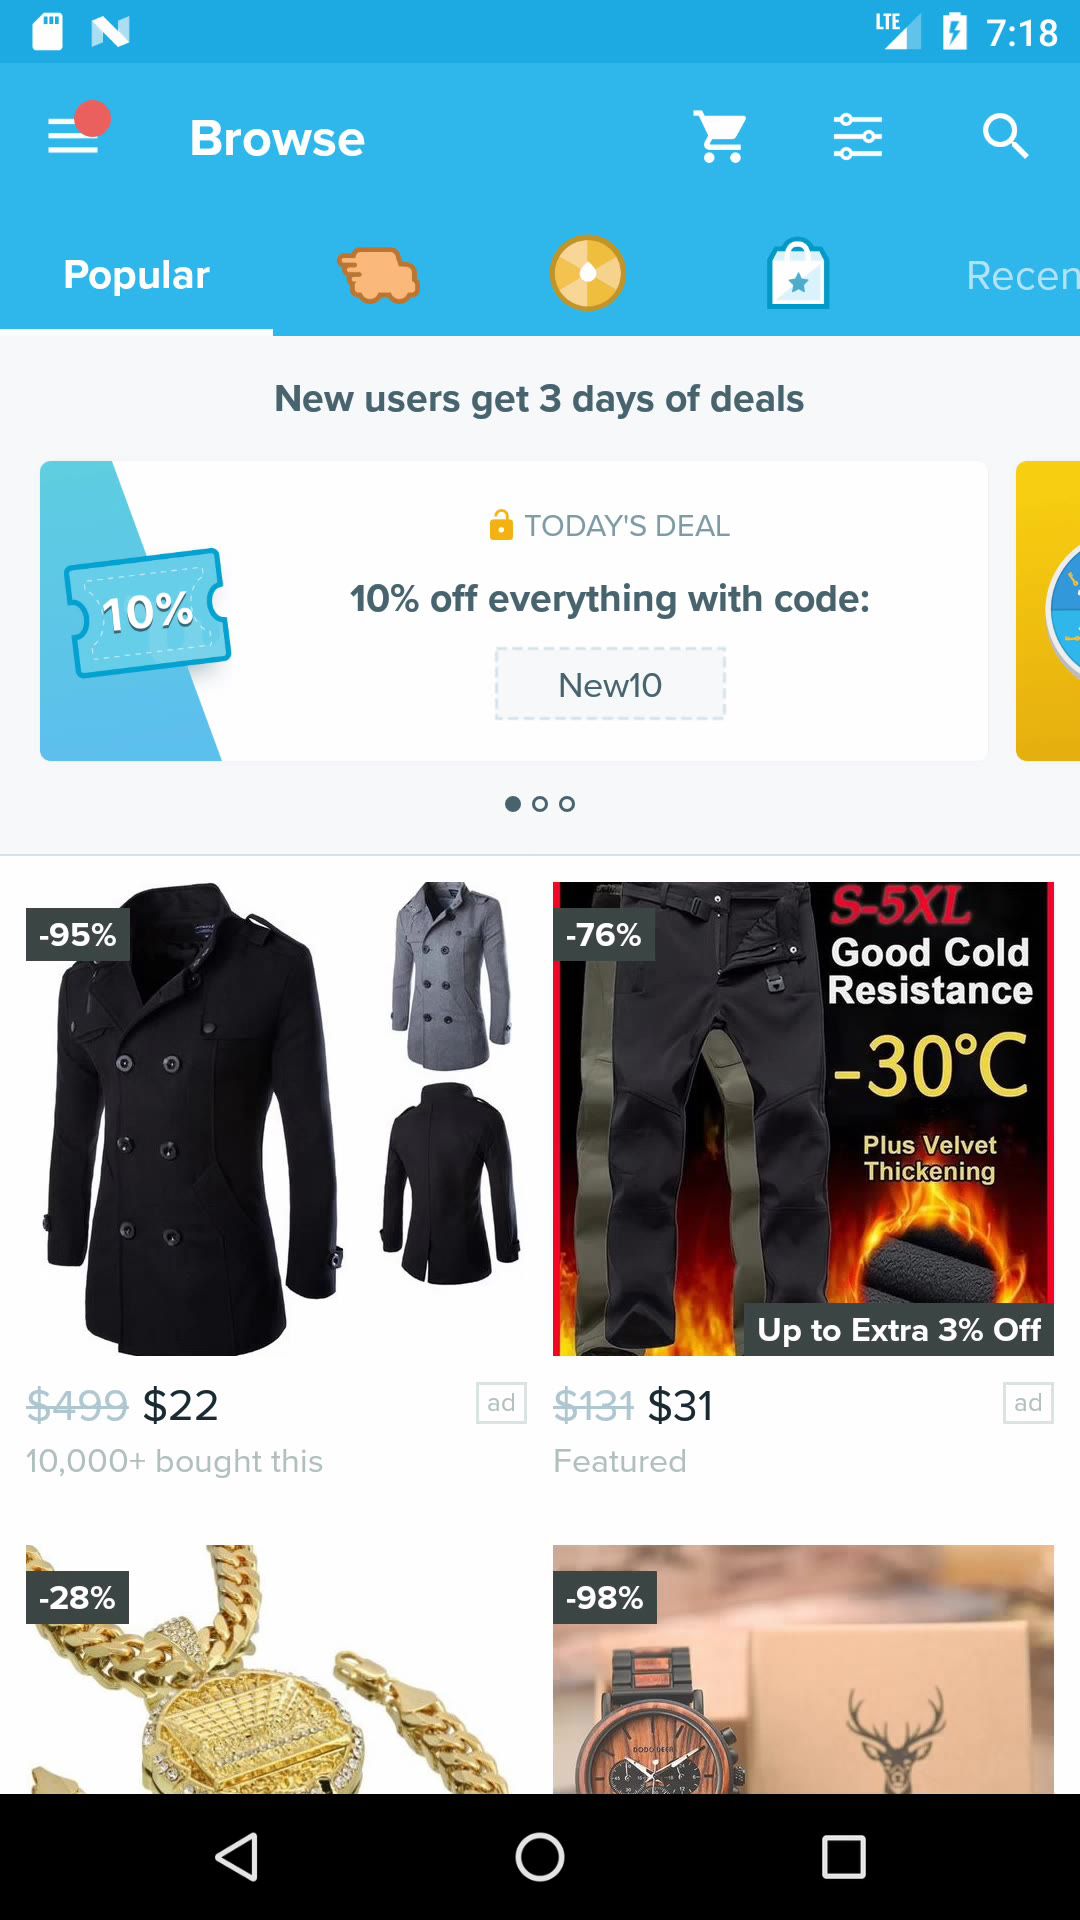 LTE 7:18
Browse
Popular
Recen
New users get 3 days of deals
TODAY'S DEAL
10%
10% off everything with code:
New10
-95%
-76%
S-5XL
Good Cold
Resistance
-30°C
Plus Velvet
Thickening
Up to Extra 3% Off
$499 $22 ad
10,000+ bought this
$131 $31 ad
Featured
-28%
-98%
DODO DEER